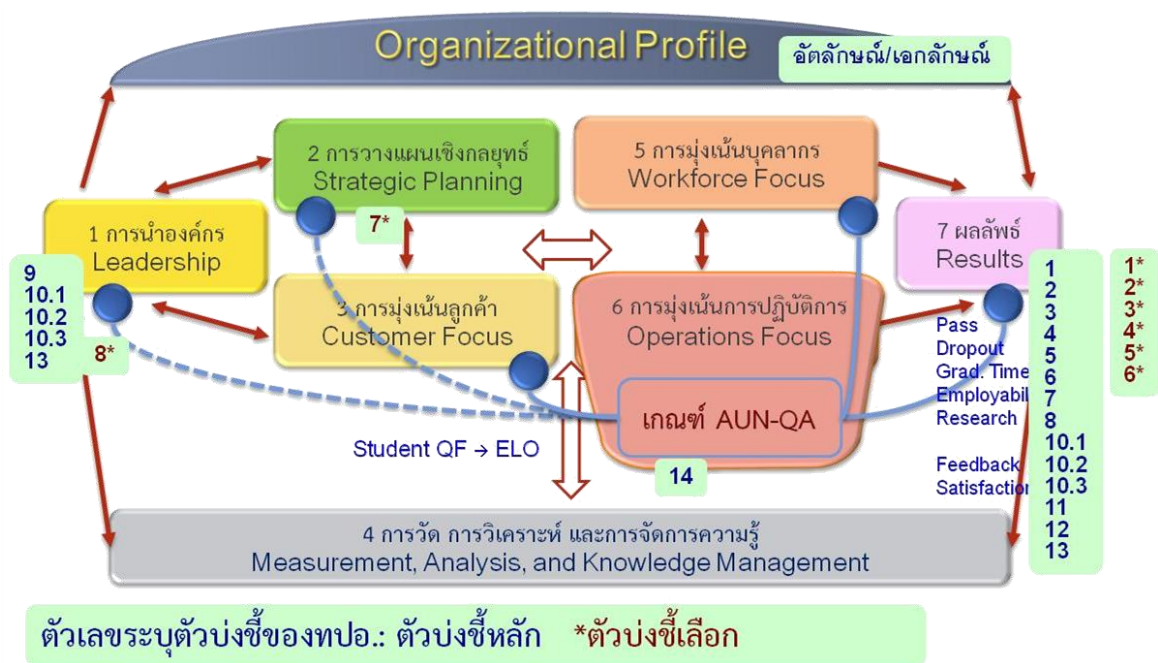 Organizational Profile
อัตลักษณ์/เอกลักษณ์
2 การวางแผนเชิงกลยุทธ์
Strategic Planning
5 การมุ่งเน้นบุคลากร
Workforce Focus
7*
1 การนำองค์กร
Leadership
7 ผลลัพธ์
Results
9
10.1
10.2
10.3
13
8*
3 การมุ่งเน้นลูกค้า
Customer Focus
6 การมุ่งเน้นการปฏิบัติการ
Operations Focus
เกณฑ์ AUN-QA
14
Student QF → ELO
Pass
Dropout
Grad. Time
Employabil
Research
Feedback
Satisfaction
1
2
3
4
5
6
7
8
10.1
10.2
10.3
11
12
13
1*
2*
3*
4*
5*
6*
4 การวัด การวิเคราะห์ และการจัดการความรู้
Measurement, Analysis, and Knowledge Management
ตัวเลขระบุตัวบ่งชี้ของทปอ.: ตัวบ่งชี้หลัก *ตัวบ่งชี้เลือก